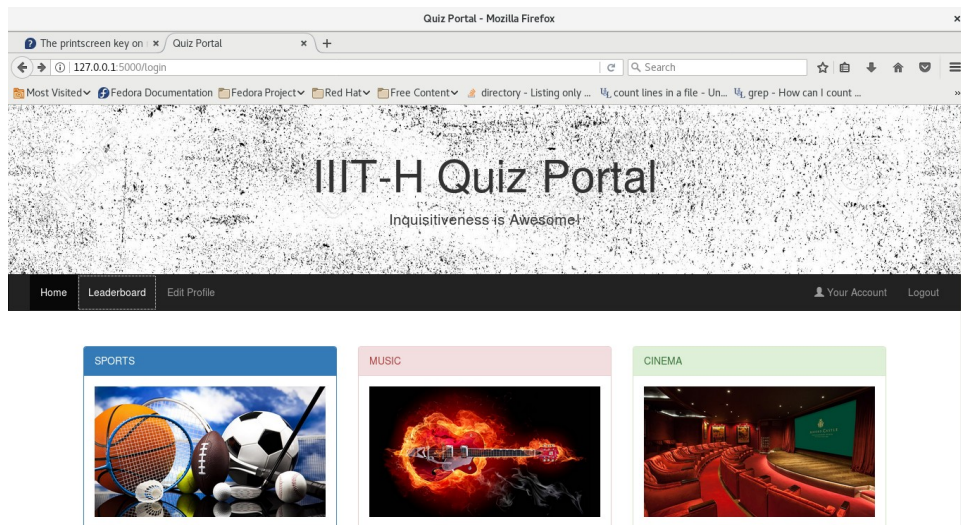 Quiz Portal - Mozilla Firefox
The printscreen key on
Quiz Portal
127.0.0.1:5000/login
Search
Most Visited
Fedora Documentation
Fedora Project
Red Hat
Free Content
directory - Listing only ...
UL count lines in a file - Un...
UL grep - How can I count ...
IIIT-H Quiz Portal
Inquisitiveness is Awesome!
Home Leaderboard Edit Profile Your Account Logout
SPORTS
MUSIC
CINEMA